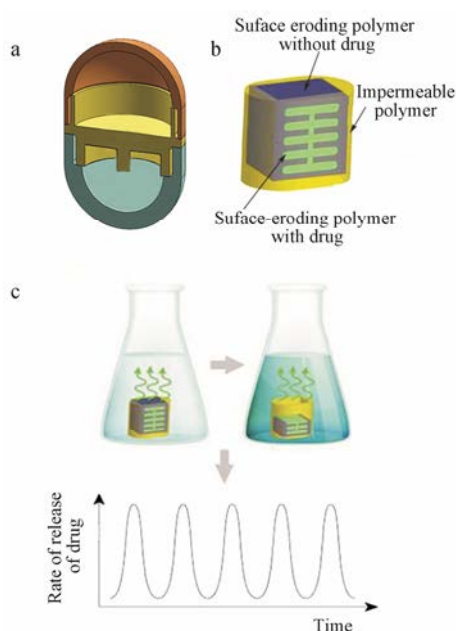 a
b
Suface eroding polymer
without drug
Impermeable
polymer
Suface-eroding polymer
with drug
c
Rate of release
of drug
Time